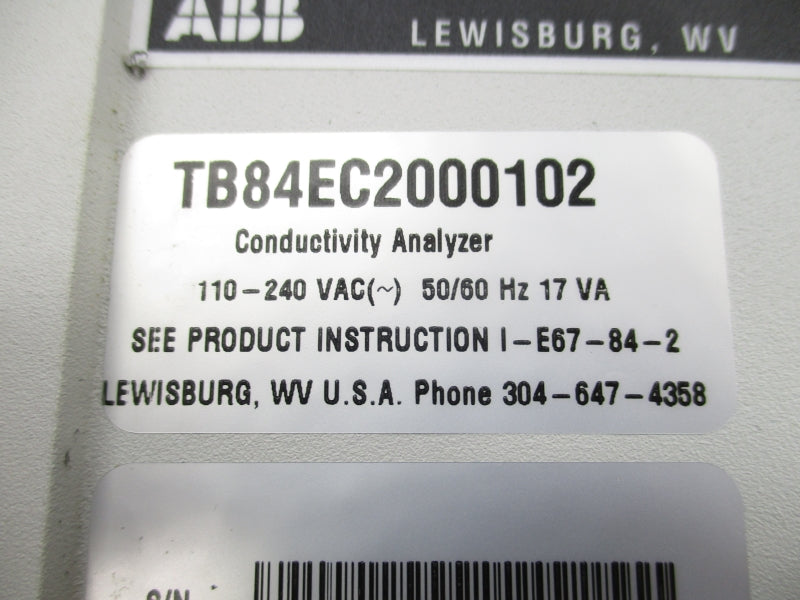 ABB
LEWISBURG, WV
TB84EC2000102
Conductivity Analyzer
110-240 VAC(~) 50/60 Hz 17 VA
SEE PRODUCT INSTRUCTION I-E67-84-2
LEWISBURG, WV U.S.A. Phone 304-647-4358
S/N